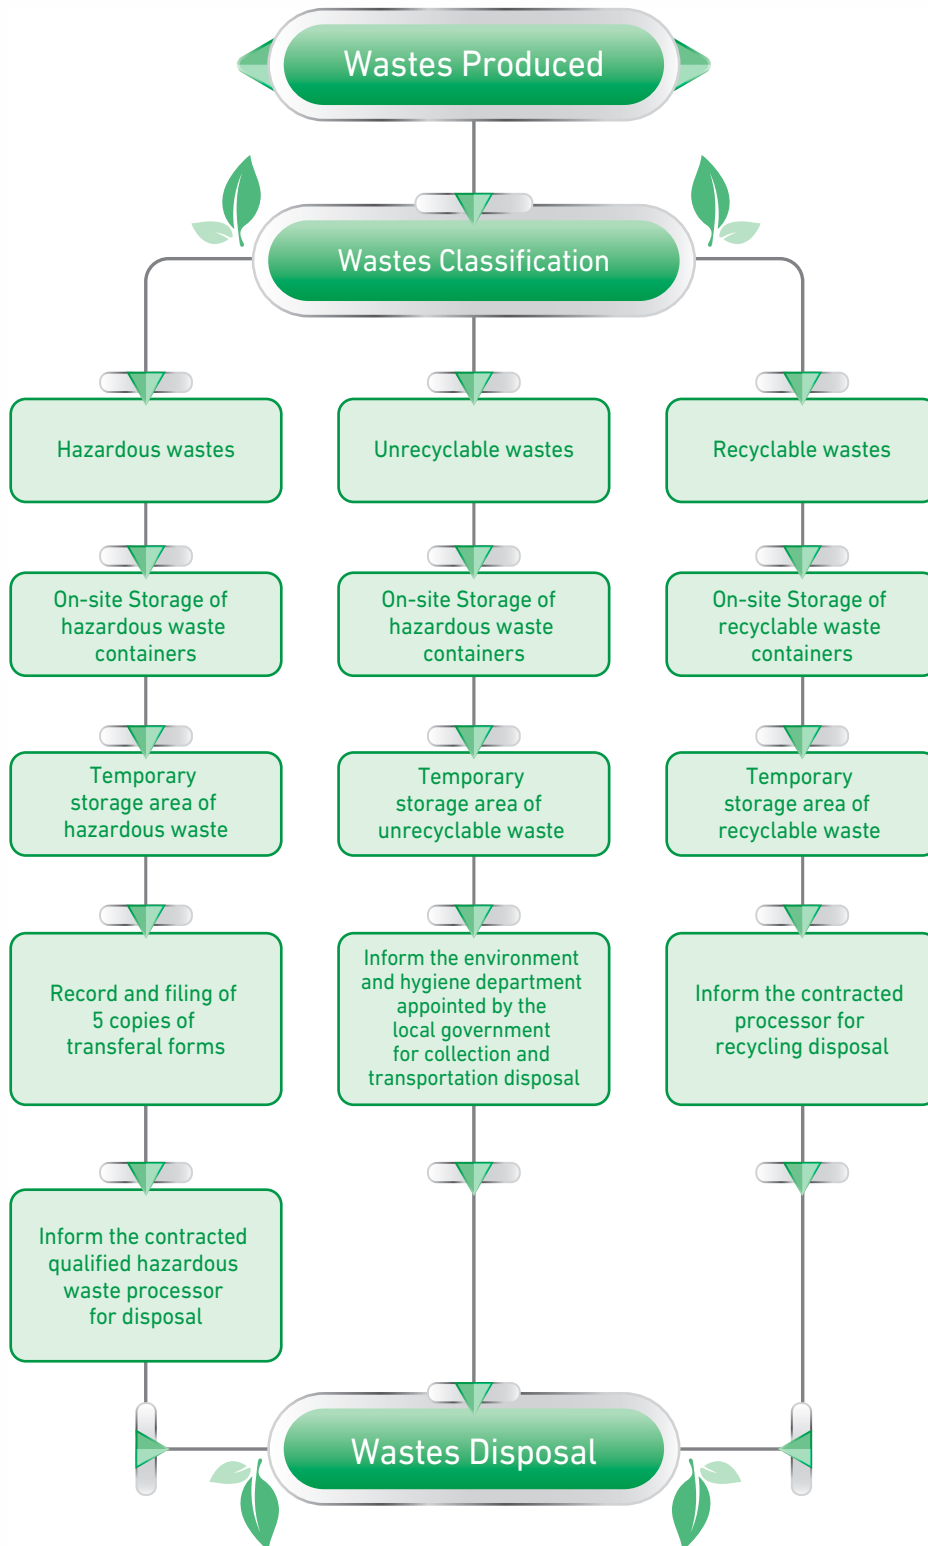 Wastes Produced
Wastes Classification
Hazardous wastes
Unrecyclable wastes
Recyclable wastes
On-site Storage of
hazardous waste
containers
On-site Storage of
hazardous waste
containers
On-site Storage of
recyclable waste
containers
Temporary
storage area of
hazardous waste
Temporary
storage area of
unrecyclable waste
Temporary
storage area of
recyclable waste
Record and filing of
5 copies of
transferal forms
Inform the environment
and hygiene department
appointed by the
local government
for collection and
transportation disposal
Inform the contracted
processor for
recycling disposal
Inform the contracted
qualified hazardous
waste processor
for disposal
Wastes Disposal